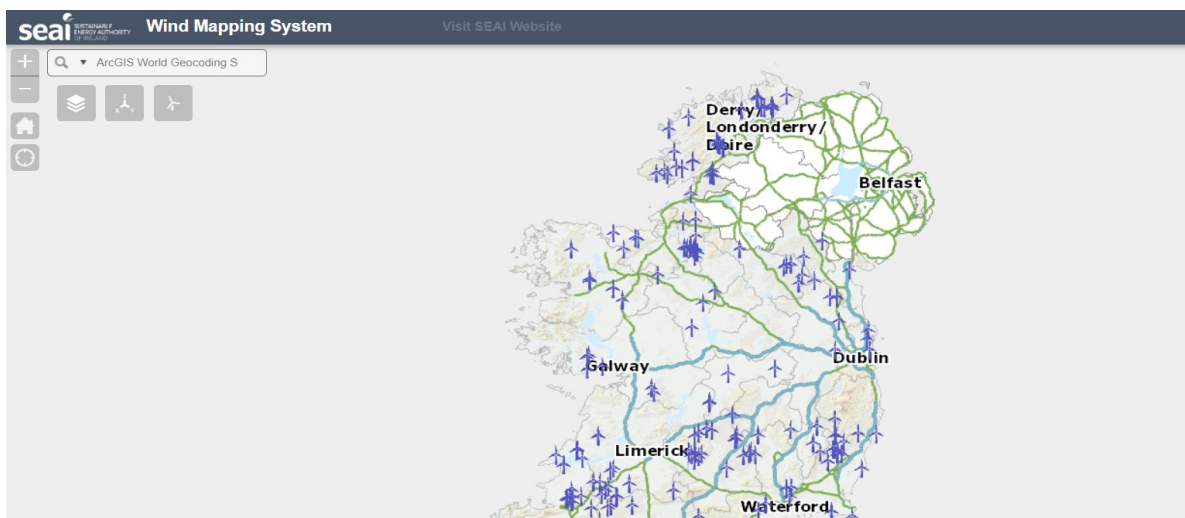 seai SUSTAINABLE ENERGY AUTHORITY OF IRELAND
Wind Mapping System
Visit SEAI Website
ArcGIS World Geocoding S
Derry/
Londonderry/
Doire
Belfast
Galway
Dublin
Limerick
Waterford